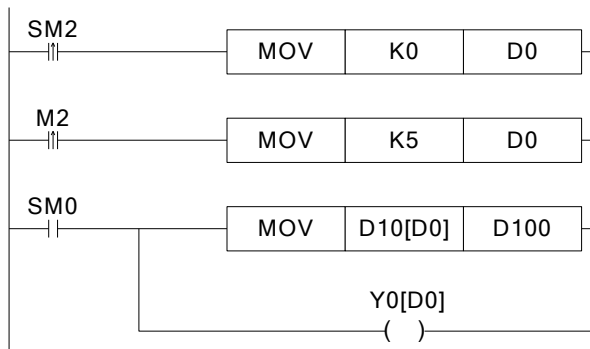 SM2
MOV K0 D0
M2
MOV K5 D0
SM0
MOV D10[D0] D100
Y0[D0]
( )